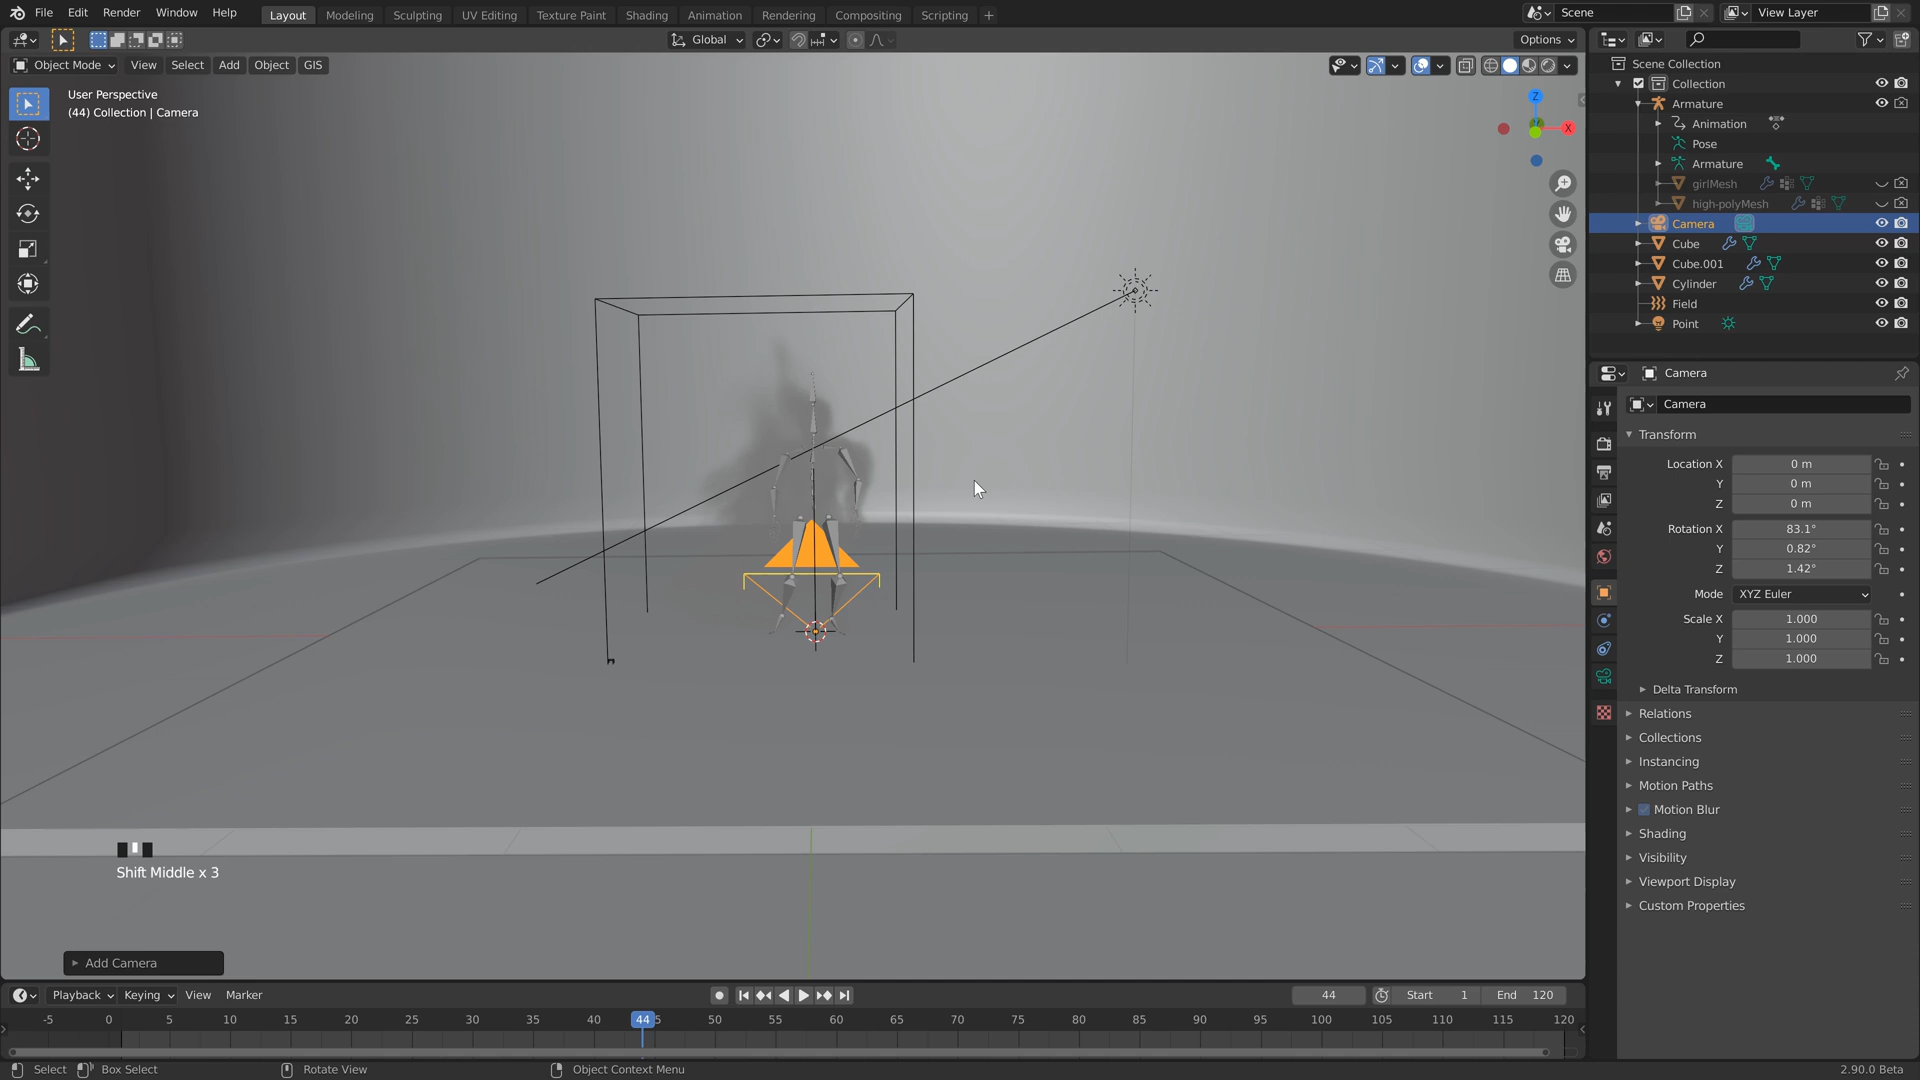 File Edit Render Window Help Layout Modeling Sculpting UV Editing Texture Paint Shading Animation Rendering Compositing Scripting + Scene View Layer
Global Options
Object Mode View Select Add Object GIS
User Perspective
(44) Collection | Camera
Z
X
Scene Collection
Collection
Armature
Animation
Pose
Armature
girlMesh
high-polyMesh
Camera
Cube
Cube.001
Cylinder
Field
Point
Camera
Camera
Transform
Location X 0 m
Y 0 m
Z 0 m
Rotation X 83.1°
Y 0.82°
Z 1.42°
Mode XYZ Euler
Scale X 1.000
Y 1.000
Z 1.000
Delta Transform
Relations
Collections
Instancing
Motion Paths
Motion Blur
Shading
Visibility
Viewport Display
Custom Properties
Shift Middle x 3
Add Camera
Playback Keying View Marker 44 Start 1 End 120
-5 0 5 10 15 20 25 30 35 40 44 5 50 55 60 65 70 75 80 85 90 95 100 105 110 115 120
Select Box Select Rotate View Object Context Menu 2.90.0 Beta